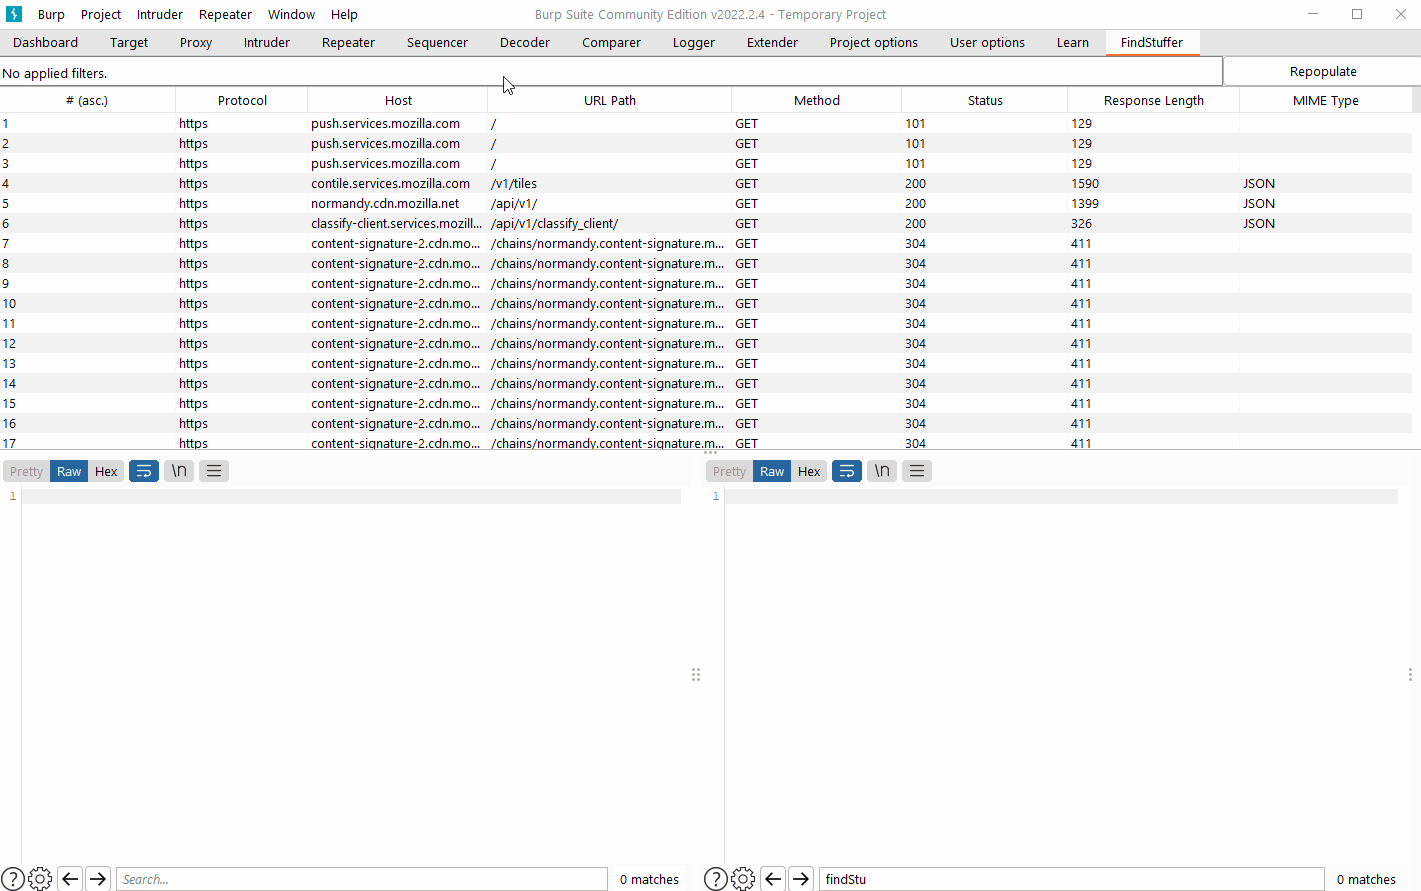 Burp Project Intruder Repeater Window Help Burp Suite Community Edition v2022.2.4 - Temporary Project
Dashboard Target Proxy Intruder Repeater Sequencer Decoder Comparer Logger Extender Project options User options Learn FindStuffer
No applied filters. Repopulate
# (asc.) Protocol Host URL Path Method Status Response Length MIME Type
1 https push.services.mozilla.com / GET 101 129
2 https push.services.mozilla.com / GET 101 129
3 https push.services.mozilla.com / GET 101 129
4 https contile.services.mozilla.com /v1/tiles GET 200 1590 JSON
5 https normandy.cdn.mozilla.net /api/v1/ GET 200 1399 JSON
6 https classify-client.services.mozill... /api/v1/classify_client/ GET 200 326 JSON
7 https content-signature-2.cdn.mo... /chains/normandy.content-signature.m... GET 304 411
8 https content-signature-2.cdn.mo... /chains/normandy.content-signature.m... GET 304 411
9 https content-signature-2.cdn.mo... /chains/normandy.content-signature.m... GET 304 411
10 https content-signature-2.cdn.mo... /chains/normandy.content-signature.m... GET 304 411
11 https content-signature-2.cdn.mo... /chains/normandy.content-signature.m... GET 304 411
12 https content-signature-2.cdn.mo... /chains/normandy.content-signature.m... GET 304 411
13 https content-signature-2.cdn.mo... /chains/normandy.content-signature.m... GET 304 411
14 https content-signature-2.cdn.mo... /chains/normandy.content-signature.m... GET 304 411
15 https content-signature-2.cdn.mo... /chains/normandy.content-signature.m... GET 304 411
16 https content-signature-2.cdn.mo... /chains/normandy.content-signature.m... GET 304 411
17 https content-signature-2.cdn.mo... /chains/normandy.content-signature.m... GET 304 411
Pretty Raw Hex \n Pretty Raw Hex \n
1 1
? Search... 0 matches ? findStu 0 matches